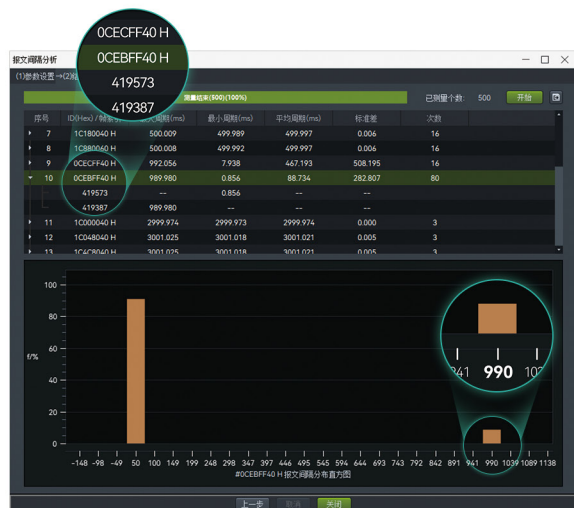 报文间隔分析
(1)参数设置→(2)
测量结束(500)(100%)
已测量个数: 500 开始
序号 ID(Hex) 最小周期(ms) 平均周期(ms) 标准差 次数
7 1C180040 H 500.009 499.989 499.997 0.006 16
8 1C880060 H 500.008 499.992 499.997 0.006 16
9 0CECFF40 H 992.056 7.938 467.193 508.195 16
10 0CEBFF40 H 989.980 0.856 88.734 282.807 80
419573 -- 0.856 -- --
419387 989.980 -- -- --
11 1C000040 H 2999.974 2999.973 2999.974 0.000 3
12 1C048040 H 3001.025 3001.018 3001.021 0.005 3
13 1C4C8040 H 3001.025 3001.018 3001.021 0.005 3
0CECFF40 H
0CEBFF40 H
419573
419387
100
80
60
f/%
40
20
0
-148 -98 -49 50 100 149 199 248 298 347 397 446 495 545 594 644 693 743 792 842 891 941 990 1039 1089 1138
#0CEBFF40 H 报文间隔分布直方图
990
上一步 取消 关闭